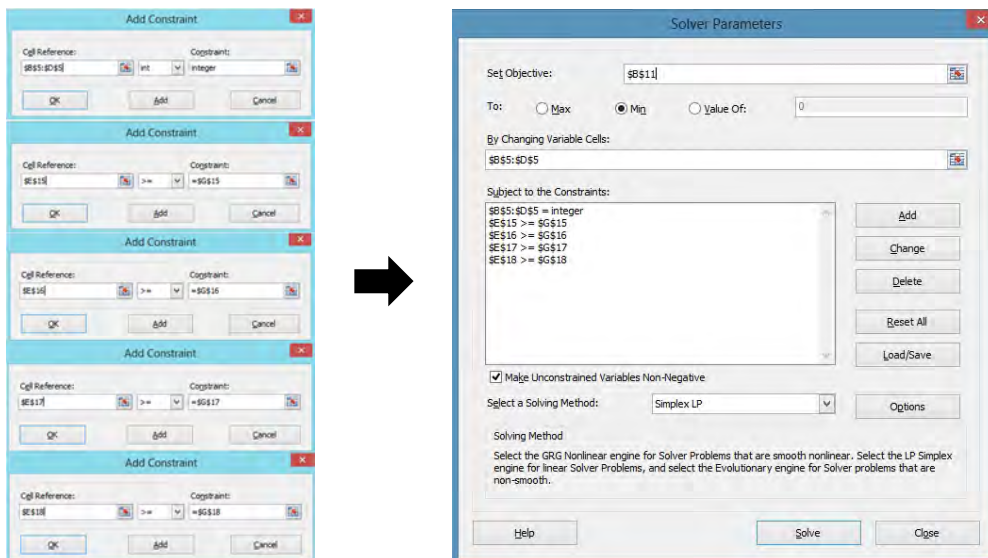 Add Constraint
Cell Reference:
Constraint:
$B$5:$D$5
int
integer
OK
Add
Cancel
Add Constraint
Cell Reference:
Constraint:
$E$15
>=
=$G$15
OK
Add
Cancel
Add Constraint
Cell Reference:
Constraint:
$E$16
>=
=$G$16
OK
Add
Cancel
Add Constraint
Cell Reference:
Constraint:
$E$17
>=
=$G$17
OK
Add
Cancel
Add Constraint
Cell Reference:
Constraint:
$E$18
>=
=$G$18
OK
Add
Cancel
Solver Parameters
Set Objective:
$B$11
To:
Max
Min
Value Of:
0
By Changing Variable Cells:
$B$5:$D$5
Subject to the Constraints:
$B$5:$D$5 = integer
$E$15 >= $G$15
$E$16 >= $G$16
$E$17 >= $G$17
$E$18 >= $G$18
Add
Change
Delete
Reset All
Load/Save
Make Unconstrained Variables Non-Negative
Select a Solving Method:
Simplex LP
Options
Solving Method
Select the GRG Nonlinear engine for Solver Problems that are smooth nonlinear. Select the LP Simplex
engine for linear Solver Problems, and select the Evolutionary engine for Solver problems that are
non-smooth.
Help
Solve
Close